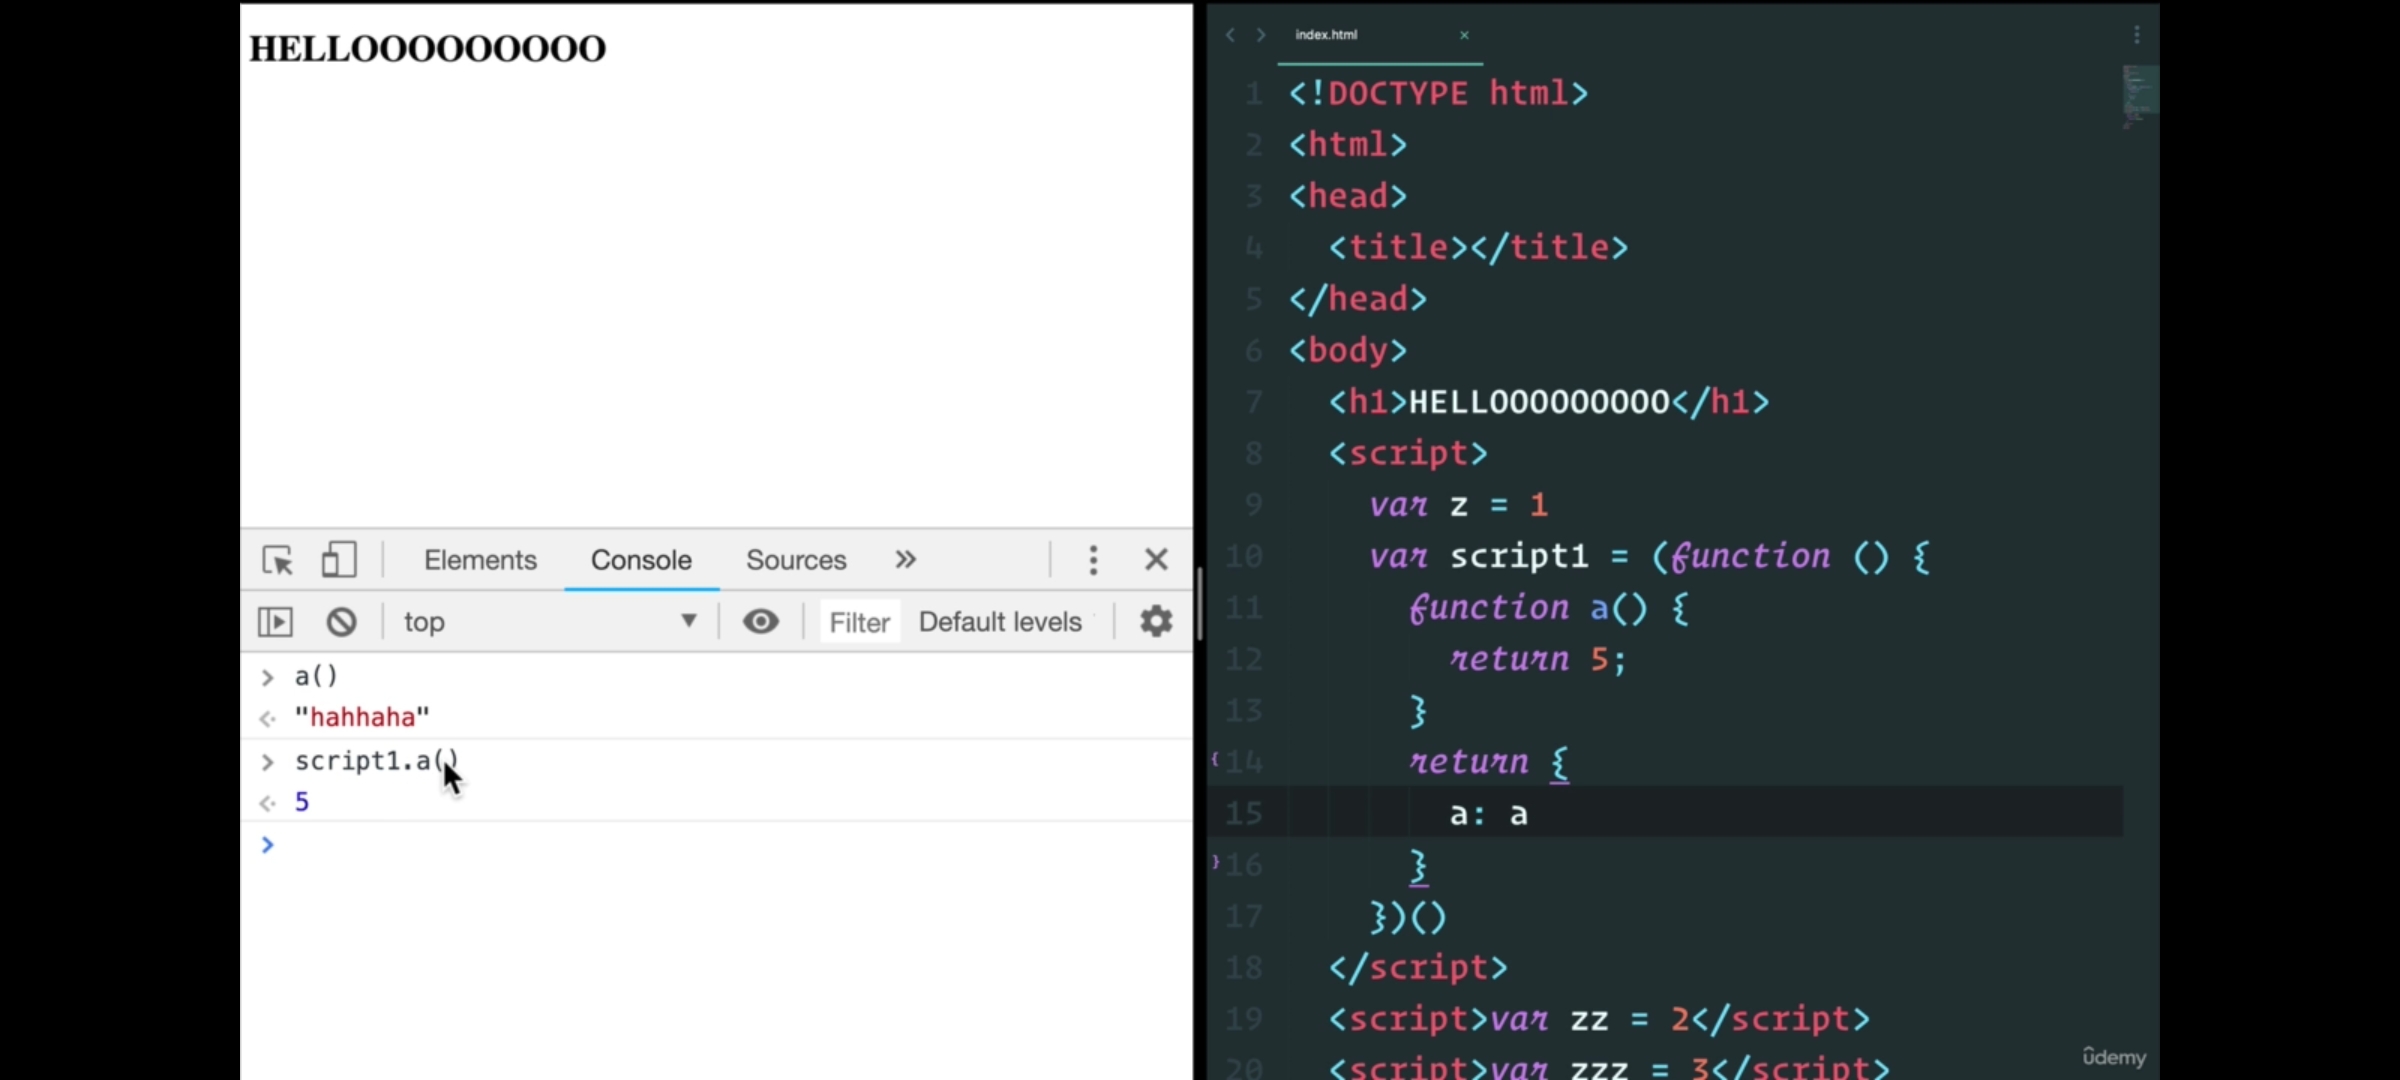 HELLOOOOOOOOO
Elements Console Sources »
top Filter Default levels
> a()
"hahhaha"
> script1.a()
5
>
index.html ×
1 <!DOCTYPE html>
2 <html>
3 <head>
4 <title></title>
5 </head>
6 <body>
7 <h1>HELLOOOOOOOOO</h1>
8 <script>
9 var z = 1
10 var script1 = (function () {
11 function a() {
12 return 5;
13 }
14 return {
15 a: a
16 }
17 })()
18 </script>
19 <script>var zz = 2</script>
20 <script>var zzz = 3</script>
ûdemy